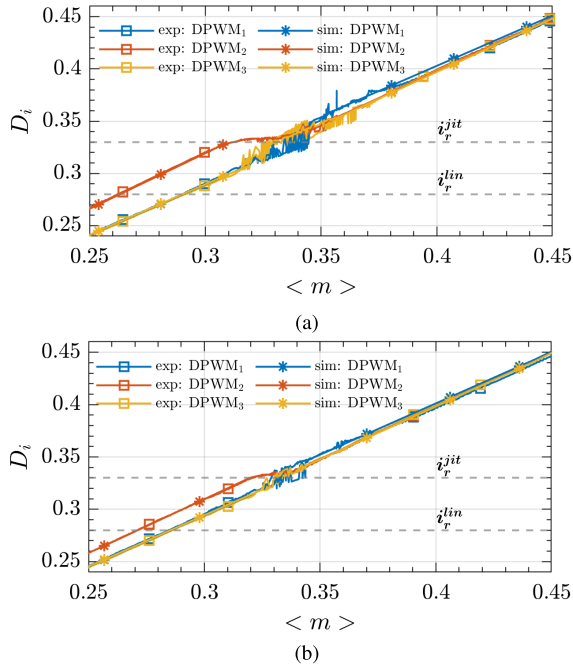 0.45
0.4
0.35
0.3
0.25
D_i
exp: DPWM_1 sim: DPWM_1
exp: DPWM_2 sim: DPWM_2
exp: DPWM_3 sim: DPWM_3
i_r^{jit}
i_r^{lin}
0.25 0.3 0.35 0.4 0.45
< m >
(a)
0.45
0.4
0.35
0.3
0.25
D_i
exp: DPWM_1 sim: DPWM_1
exp: DPWM_2 sim: DPWM_2
exp: DPWM_3 sim: DPWM_3
i_r^{jit}
i_r^{lin}
0.25 0.3 0.35 0.4 0.45
< m >
(b)